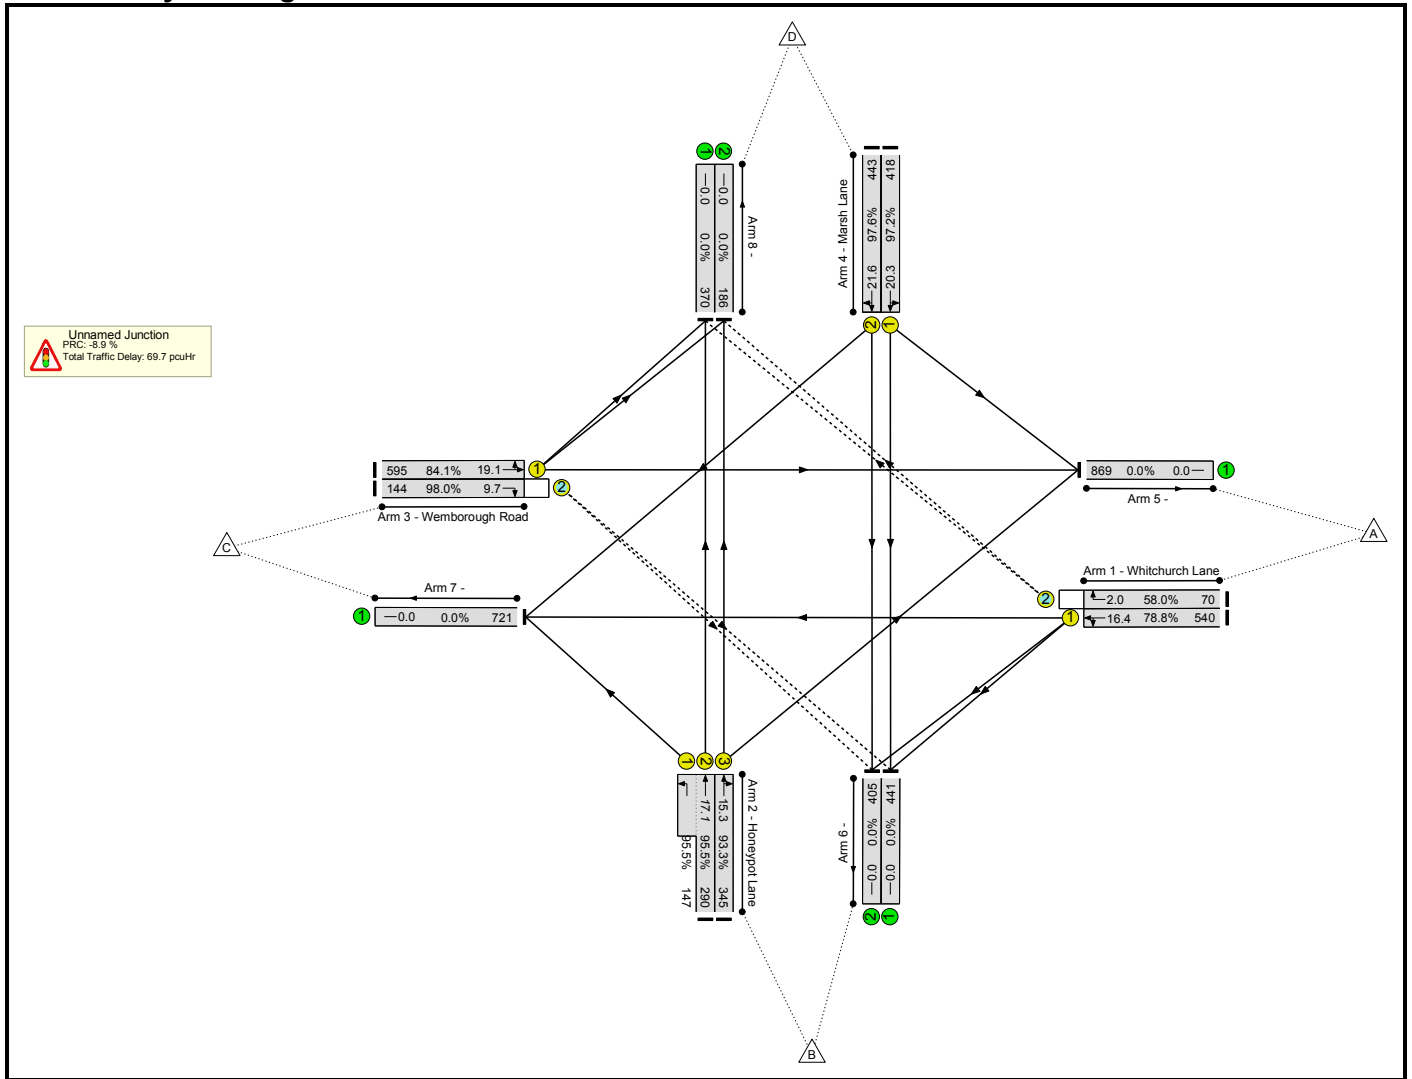 D
1 2
0.0 0.0% 370
0.0 0.0% 186
Arm 8 -
Arm 4 - Marsh Lane
443 97.6% 21.6
418 97.2% 20.3
2 1
Unnamed Junction
PRC: -8.9 %
Total Traffic Delay: 69.7 pcuHr
595 84.1% 19.1
1
144 98.0% 9.7
2
Arm 3 - Wemborough Road
869 0.0% 0.0
1
Arm 5 -
C
A
Arm 7 -
1
0.0 0.0% 721
Arm 1 - Whitchurch Lane
2
2.0 58.0% 70
1
16.4 78.8% 540
1 2 3
95.5% 147
17.1 95.5% 290
15.3 93.3% 345
Arm 2 - Honeypot Lane
Arm 6 -
405 0.0% 0.0
441 0.0% 0.0
2 1
B